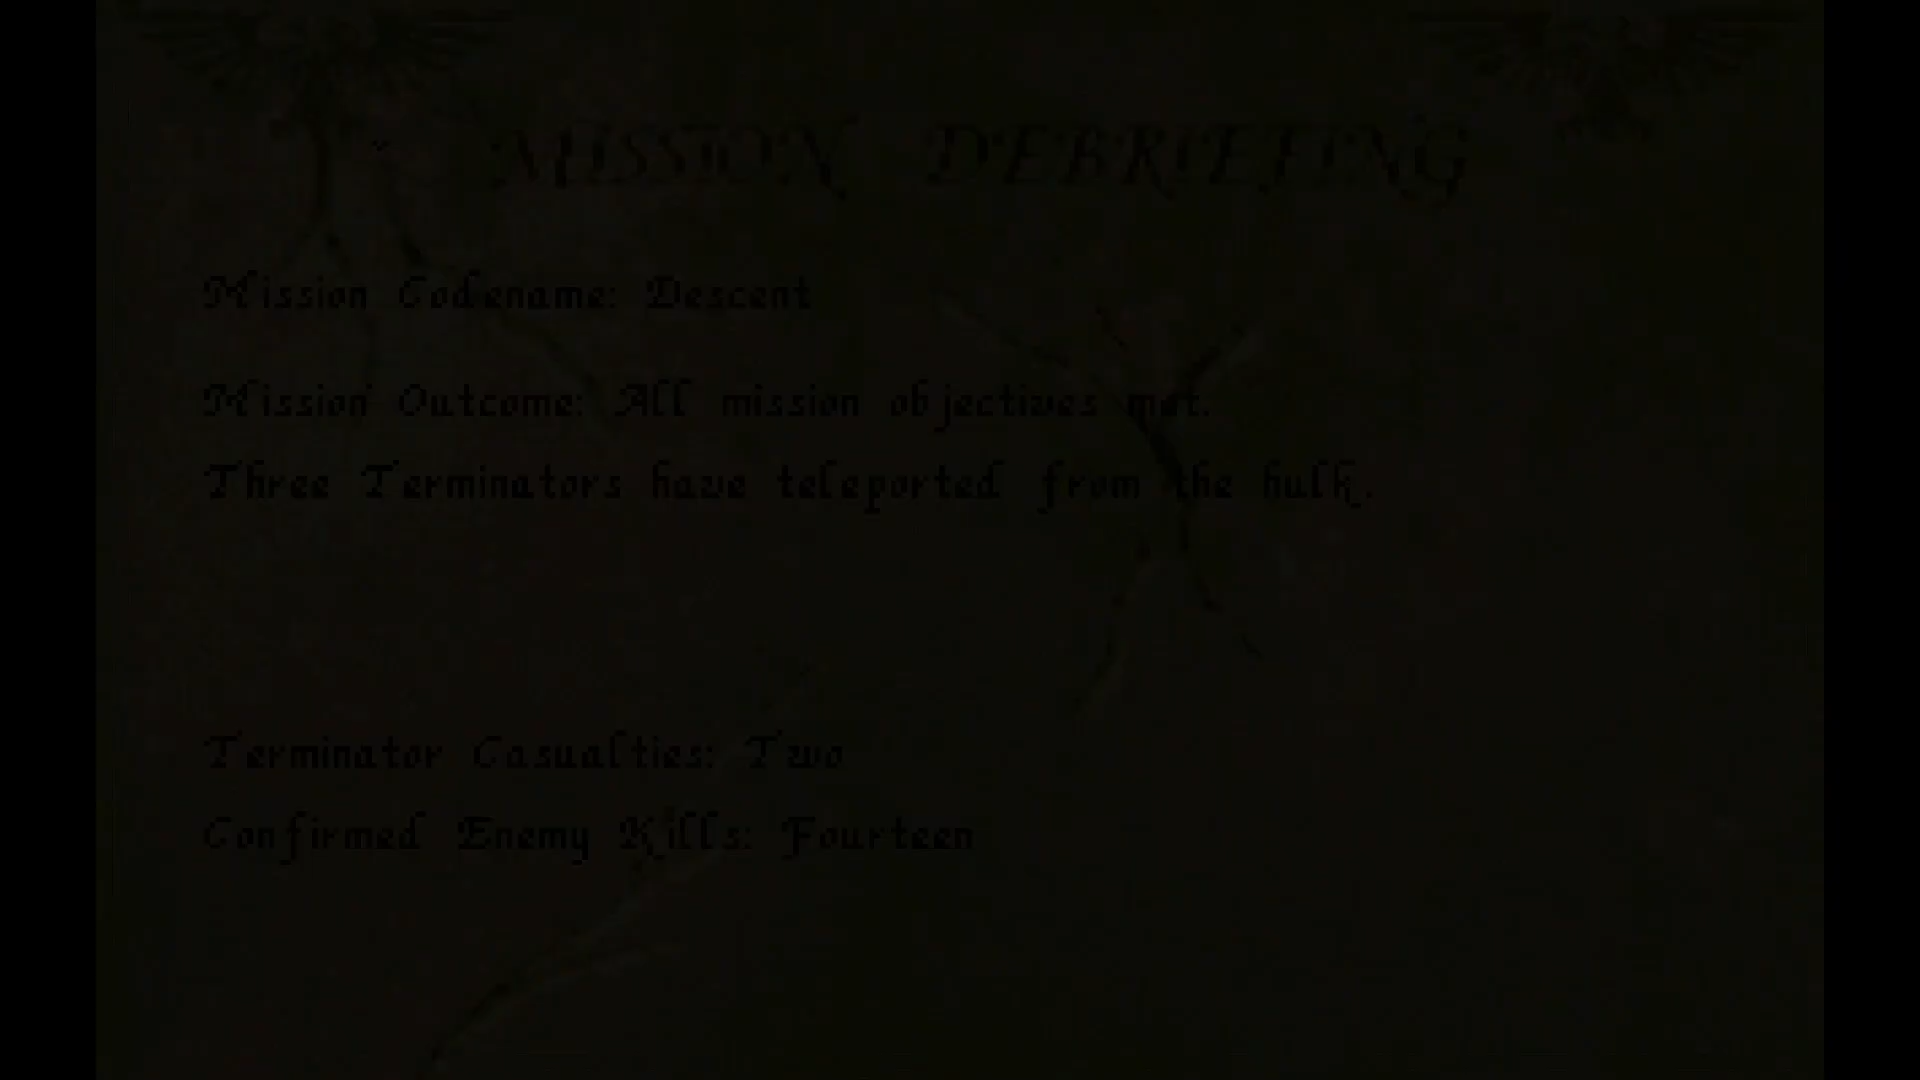 MISSION DEBRIEFING
Mission Codename: Descent
Mission Outcome: All mission objectives met.
Three Terminators have teleported from the hulk.
Terminator Casualties: Two
Confirmed Enemy Kills: Fourteen